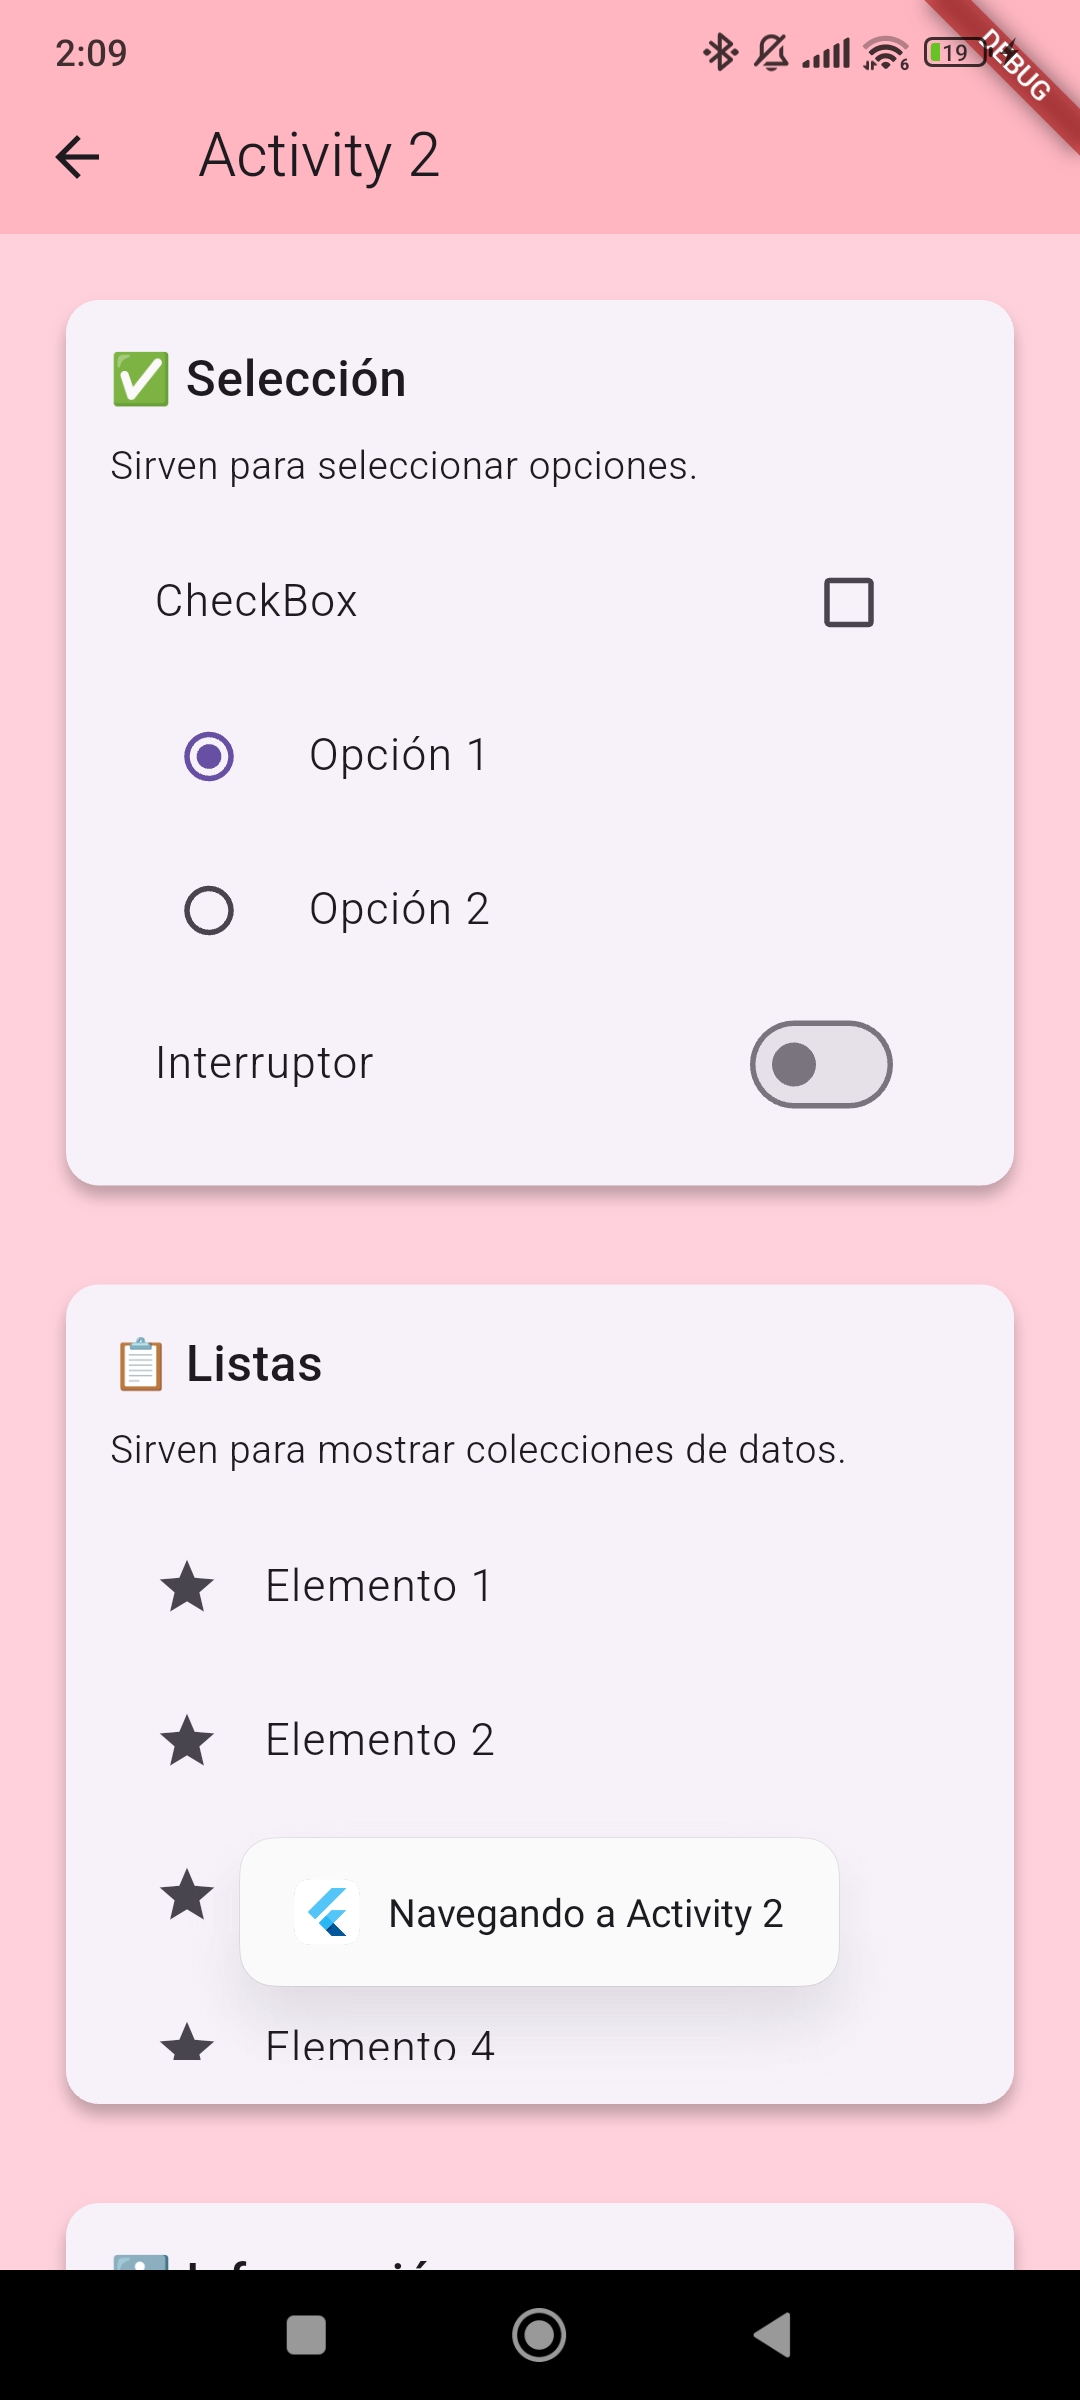 2:09
6
19
DEBUG
Activity 2
✅ Selección
Sirven para seleccionar opciones.
CheckBox
Opción 1
Opción 2
Interruptor
📋 Listas
Sirven para mostrar colecciones de datos.
Elemento 1
Elemento 2
Navegando a Activity 2
Elemento 4